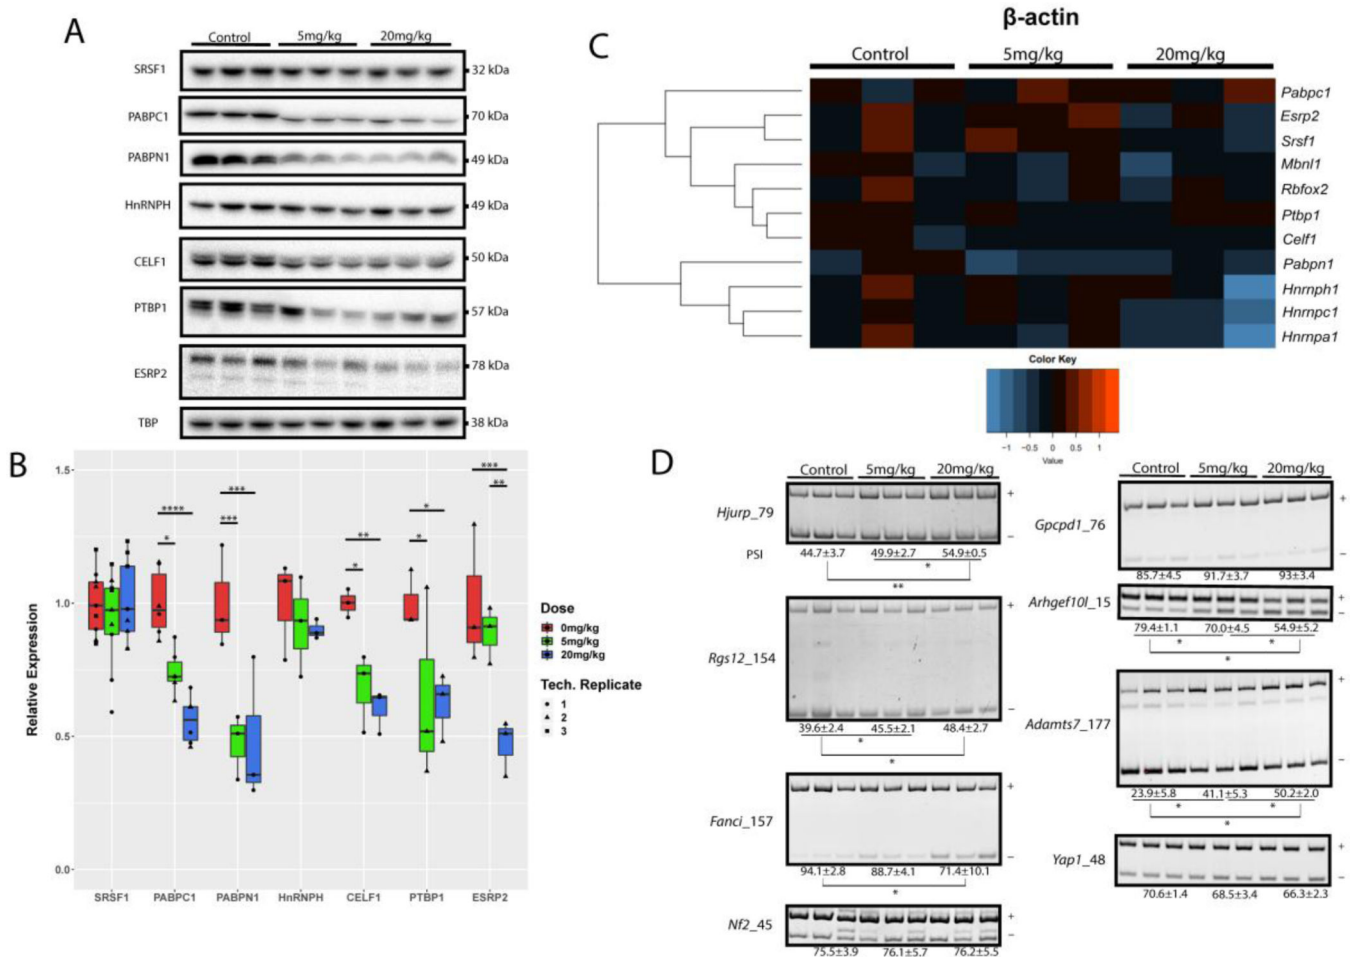 A
Control 5mg/kg 20mg/kg
SRSF1 32 kDa
PABPC1 70 kDa
PABPN1 49 kDa
HnRNPH 49 kDa
CELF1 50 kDa
PTBP1 57 kDa
ESRP2 78 kDa
TBP 38 kDa
B
Relative Expression
1.5
1.0
0.5
0.0
* **** *** *** * ** * * *** **
SRSF1 PABPC1 PABPN1 HnRNPH CELF1 PTBP1 ESRP2
Dose
0mg/kg
5mg/kg
20mg/kg
Tech. Replicate
1
2
3
β-actin
C
Control 5mg/kg 20mg/kg
Pabpc1
Esrp2
Srsf1
Mbnl1
Rbfox2
Ptbp1
Celf1
Pabpn1
Hnrnph1
Hnrnpc1
Hnrnpa1
Color Key
−1 −0.5 0 0.5 1
Value
D
Control 5mg/kg 20mg/kg
Hjurp_79 + −
PSI 44.7±3.7 49.9±2.7 54.9±0.5
*
**
Rgs12_154 + −
39.6±2.4 45.5±2.1 48.4±2.7
*
*
Fanci_157 + −
94.1±2.8 88.7±4.1 71.4±10.1
*
Nf2_45 + −
75.5±3.9 76.1±5.7 76.2±5.5
Control 5mg/kg 20mg/kg
Gpcpd1_76 + −
85.7±4.5 91.7±3.7 93±3.4
Arhgef10l_15 + −
79.4±1.1 70.0±4.5 54.9±5.2
* *
*
Adamts7_177 + −
23.9±5.8 41.1±5.3 50.2±2.0
* *
*
Yap1_48 + −
70.6±1.4 68.5±3.4 66.3±2.3